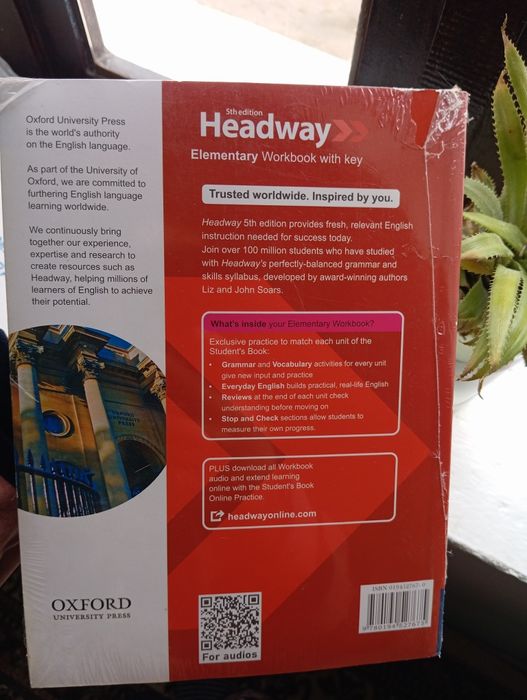 Oxford University Press
is the world's authority
on the English language.
As part of the University of
Oxford, we are committed to
furthering English language
learning worldwide.
We continuously bring
together our experience,
expertise and research to
create resources such as
Headway, helping millions of
learners of English to achieve
their potential.
OXFORD
UNIVERSITY PRESS
OXFORD
UNIVERSITY PRESS
5th edition
Headway
Elementary Workbook with key
Trusted worldwide. Inspired by you.
Headway 5th edition provides fresh, relevant English
instruction needed for success today.
Join over 100 million students who have studied
with Headway's perfectly-balanced grammar and
skills syllabus, developed by award-winning authors
Liz and John Soars.
What's inside your Elementary Workbook?
Exclusive practice to match each unit of the
Student's Book:
• Grammar and Vocabulary activities for every unit
give new input and practice
• Everyday English builds practical, real-life English
• Reviews at the end of each unit check
understanding before moving on
• Stop and Check sections allow students to
measure their own progress.
PLUS download all Workbook
audio and extend learning
online with the Student's Book
Online Practice.
headwayonline.com
For audios